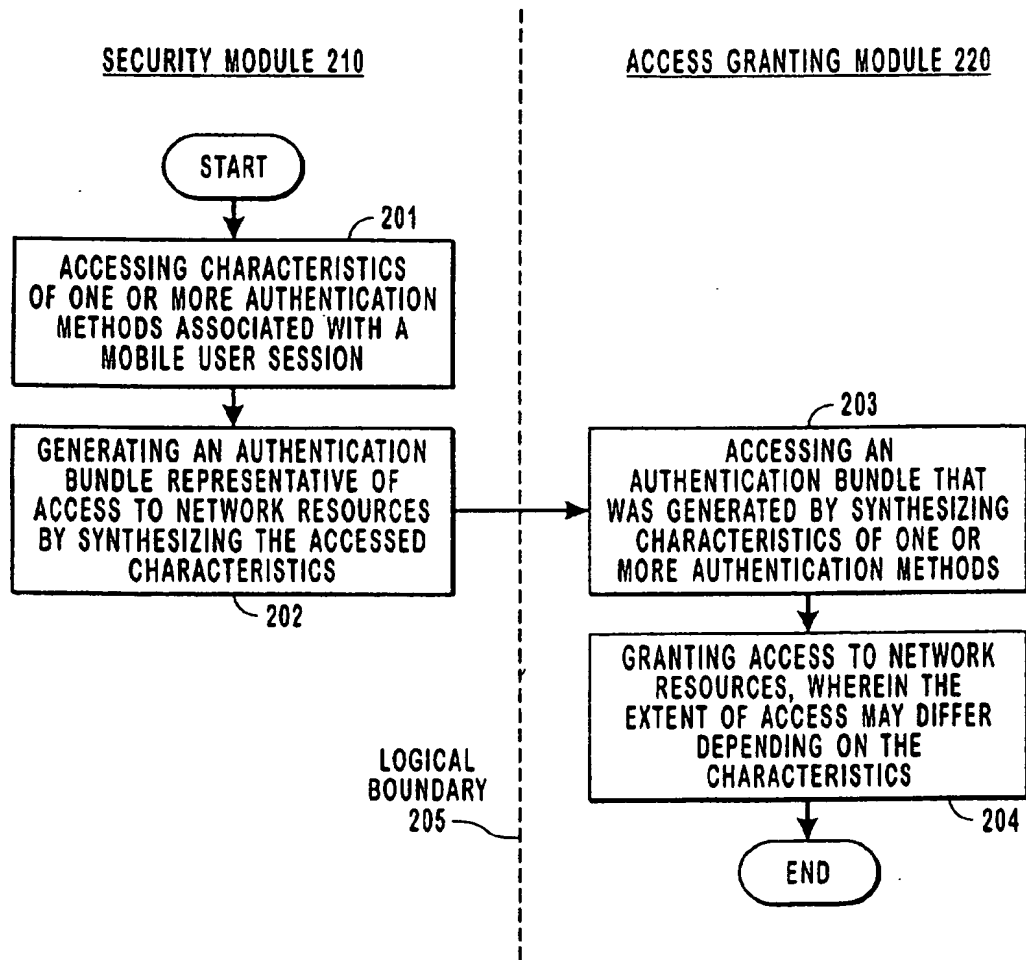 SECURITY MODULE 210
ACCESS GRANTING MODULE 220
START
201
ACCESSING CHARACTERISTICS
OF ONE OR MORE AUTHENTICATION
METHODS ASSOCIATED WITH A
MOBILE USER SESSION
GENERATING AN AUTHENTICATION
BUNDLE REPRESENTATIVE OF
ACCESS TO NETWORK RESOURCES
BY SYNTHESIZING THE ACCESSED
CHARACTERISTICS
202
203
ACCESSING AN
AUTHENTICATION BUNDLE THAT
WAS GENERATED BY SYNTHESIZING
CHARACTERISTICS OF ONE OR
MORE AUTHENTICATION METHODS
GRANTING ACCESS TO NETWORK
RESOURCES, WHEREIN THE
EXTENT OF ACCESS MAY DIFFER
DEPENDING ON THE
CHARACTERISTICS
204
LOGICAL
BOUNDARY
205
END